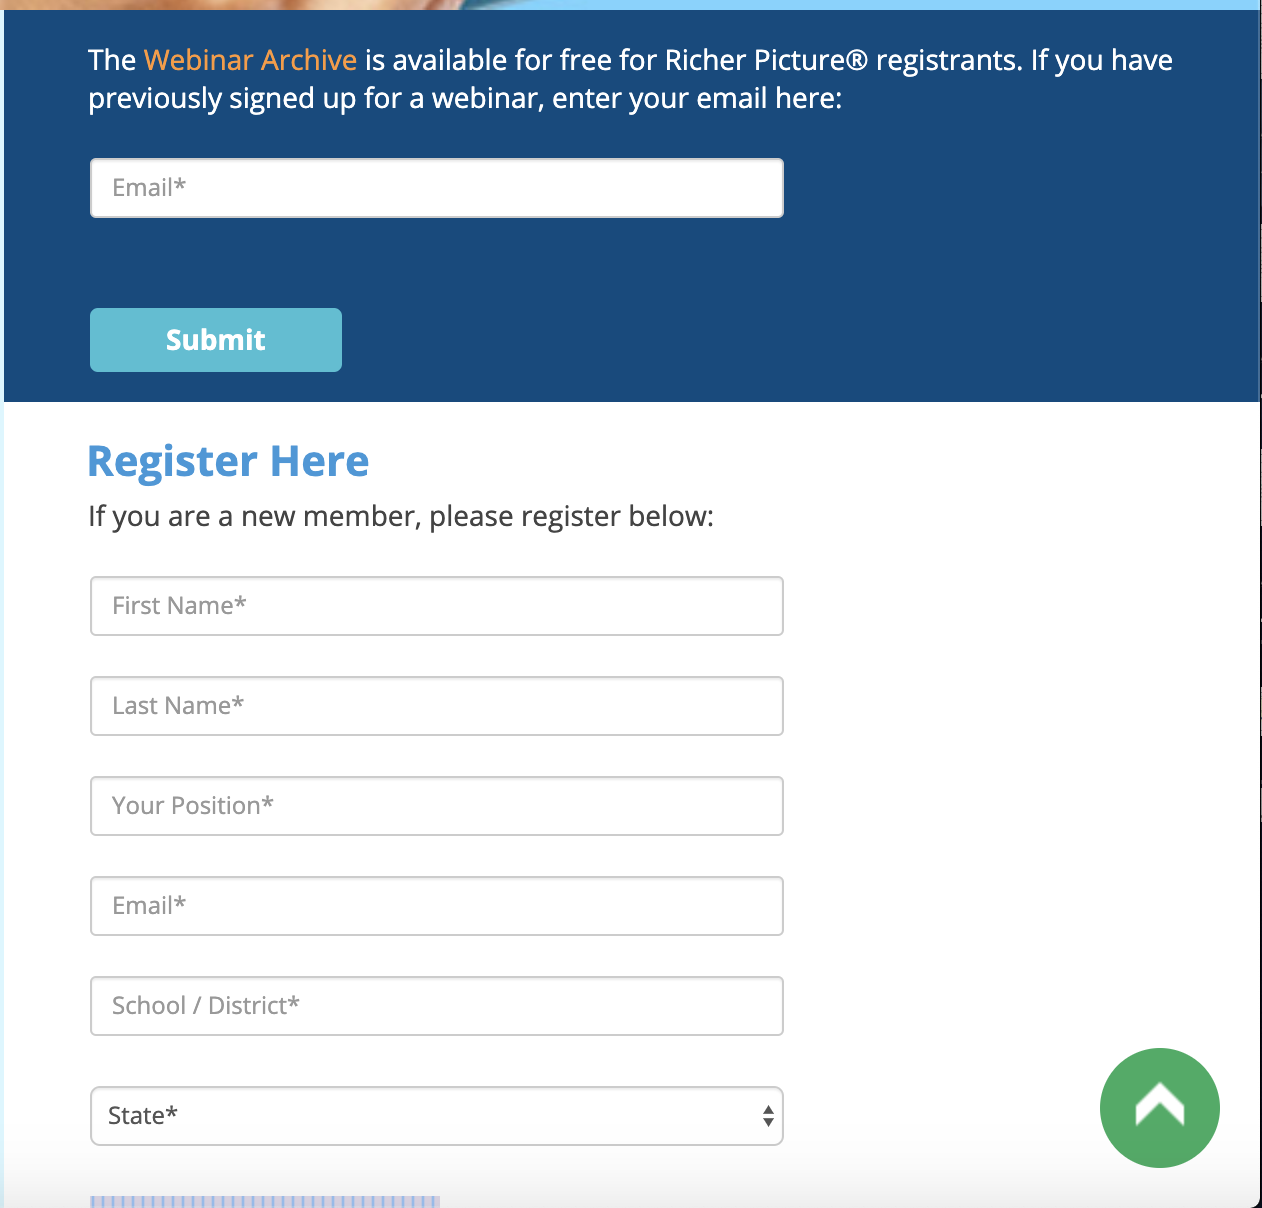 The Webinar Archive is available for free for Richer Picture® registrants. If you have
previously signed up for a webinar, enter your email here:
Email*
Submit
Register Here
If you are a new member, please register below:
First Name*
Last Name*
Your Position*
Email*
School / District*
State*